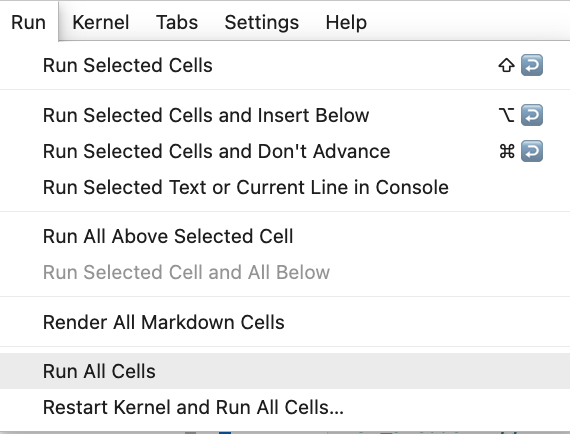 Run Kernel Tabs Settings Help
Run Selected Cells ⇧ ↩
Run Selected Cells and Insert Below ⌥ ↩
Run Selected Cells and Don't Advance ⌘ ↩
Run Selected Text or Current Line in Console
Run All Above Selected Cell
Run Selected Cell and All Below
Render All Markdown Cells
Run All Cells
Restart Kernel and Run All Cells...